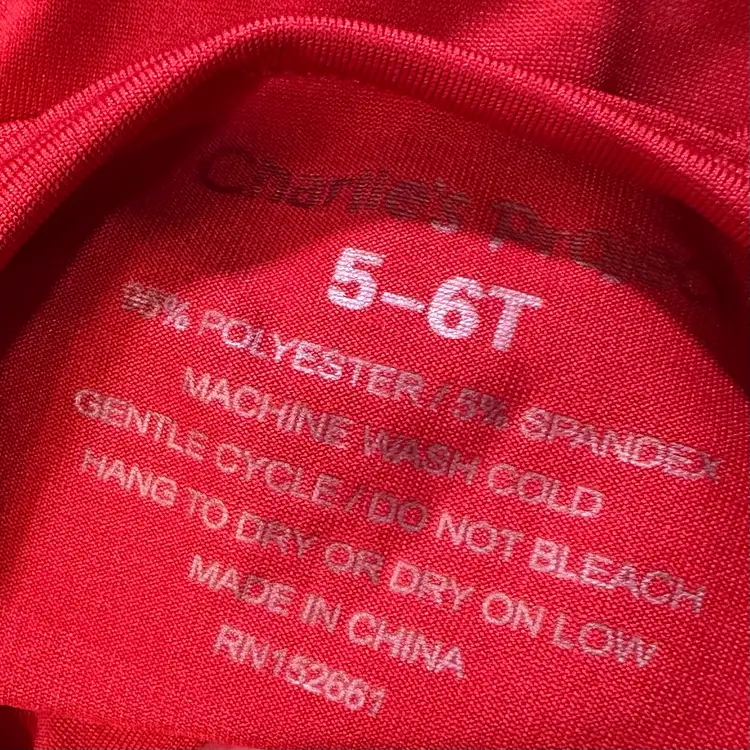 Charlie's Project
5–6T
95% POLYESTER / 5% SPANDEX
MACHINE WASH COLD
GENTLE CYCLE / DO NOT BLEACH
HANG TO DRY OR DRY ON LOW
MADE IN CHINA
RN152661